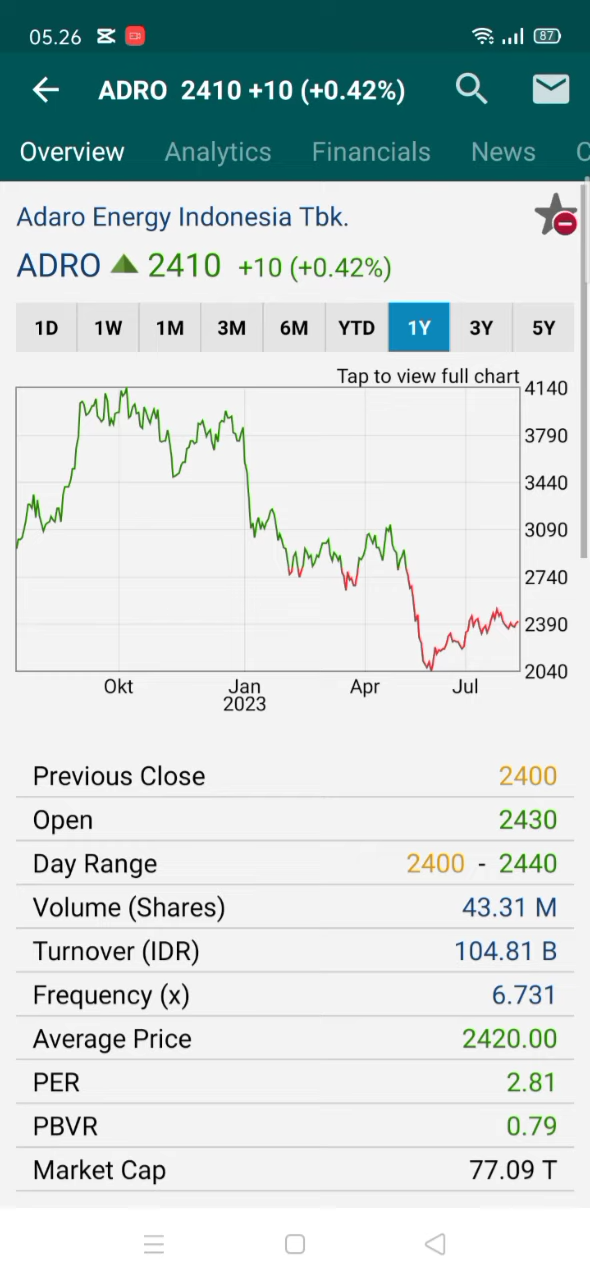 05.26
87
ADRO 2410 +10 (+0.42%)
Overview Analytics Financials News C
Adaro Energy Indonesia Tbk.
ADRO 2410 +10 (+0.42%)
1D 1W 1M 3M 6M YTD 1Y 3Y 5Y
Tap to view full chart
4140
3790
3440
3090
2740
2390
2040
Okt Jan Apr Jul
2023
Previous Close 2400
Open 2430
Day Range 2400 - 2440
Volume (Shares) 43.31 M
Turnover (IDR) 104.81 B
Frequency (x) 6.731
Average Price 2420.00
PER 2.81
PBVR 0.79
Market Cap 77.09 T